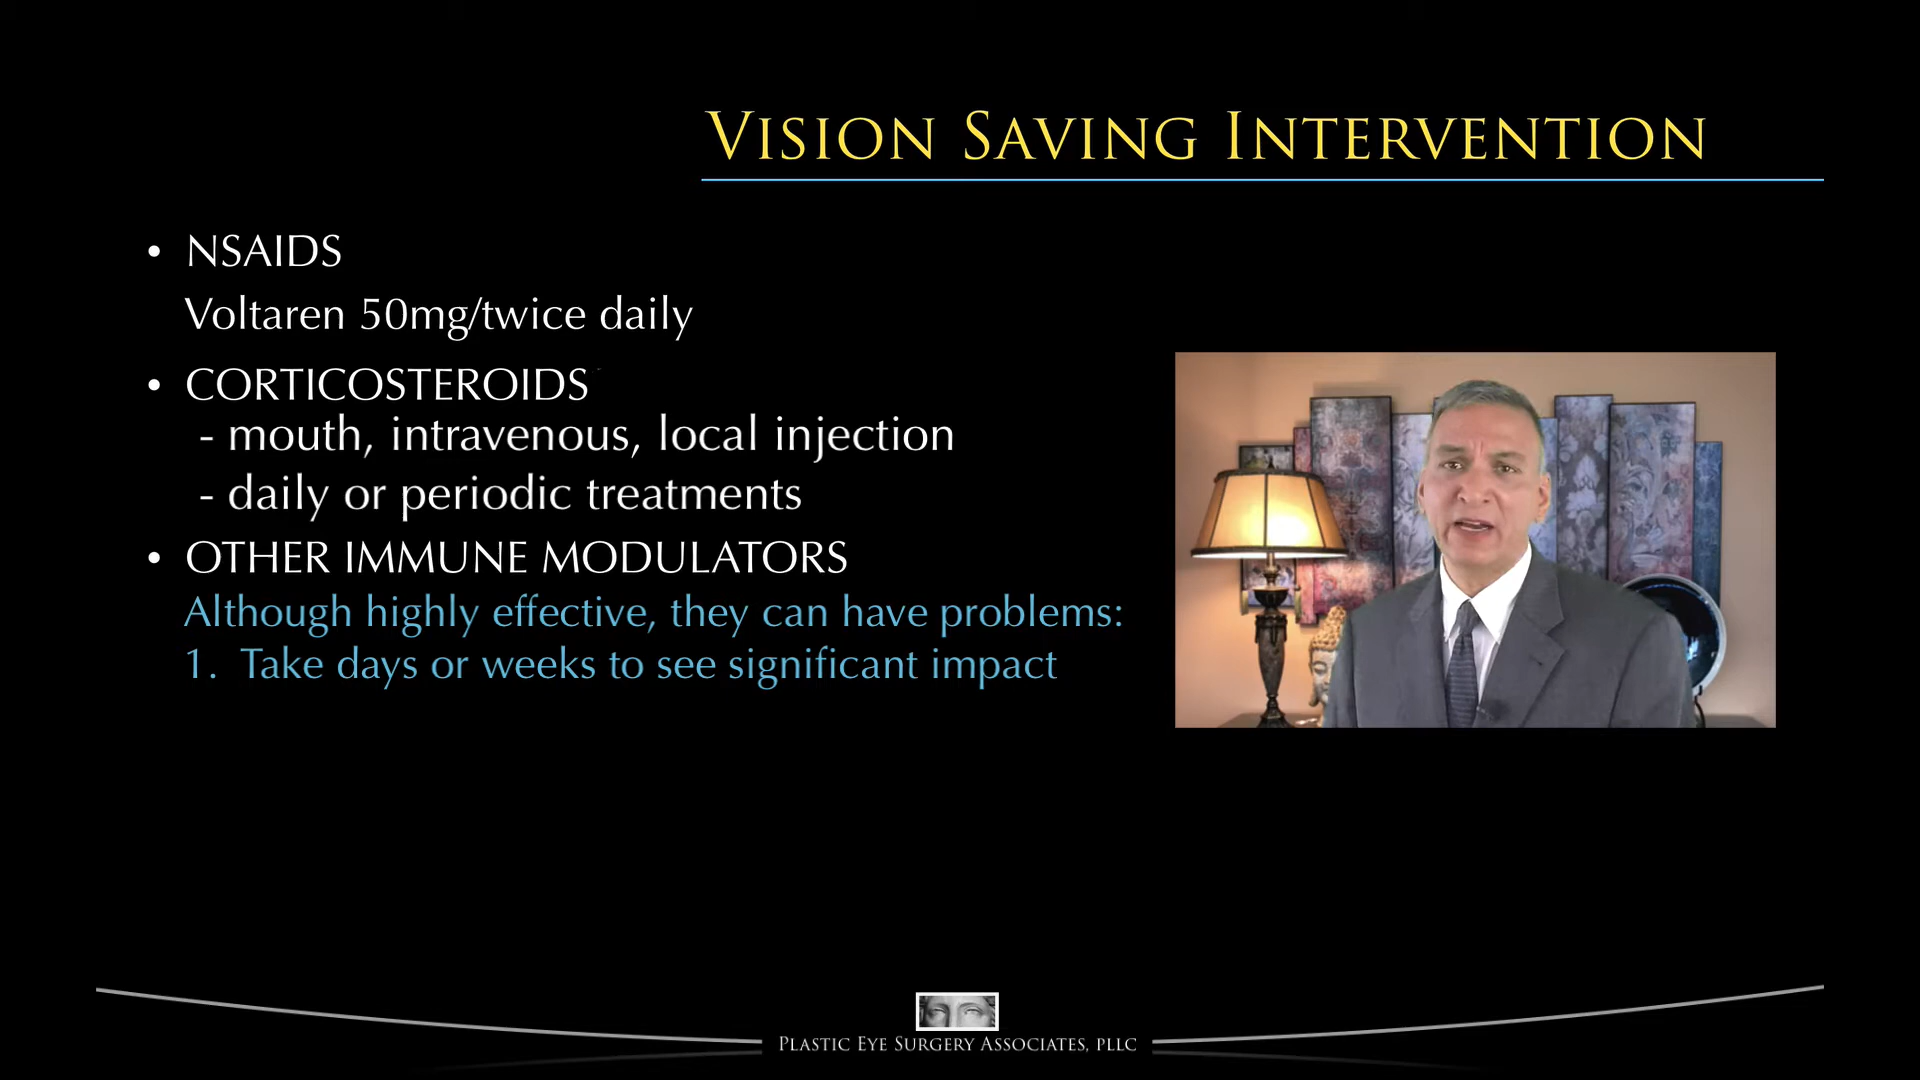 Vision Saving Intervention
• NSAIDS
Voltaren 50mg/twice daily
• CORTICOSTEROIDS
- mouth, intravenous, local injection
- daily or periodic treatments
• OTHER IMMUNE MODULATORS
Although highly effective, they can have problems:
1. Take days or weeks to see significant impact
Plastic Eye Surgery Associates, pllc